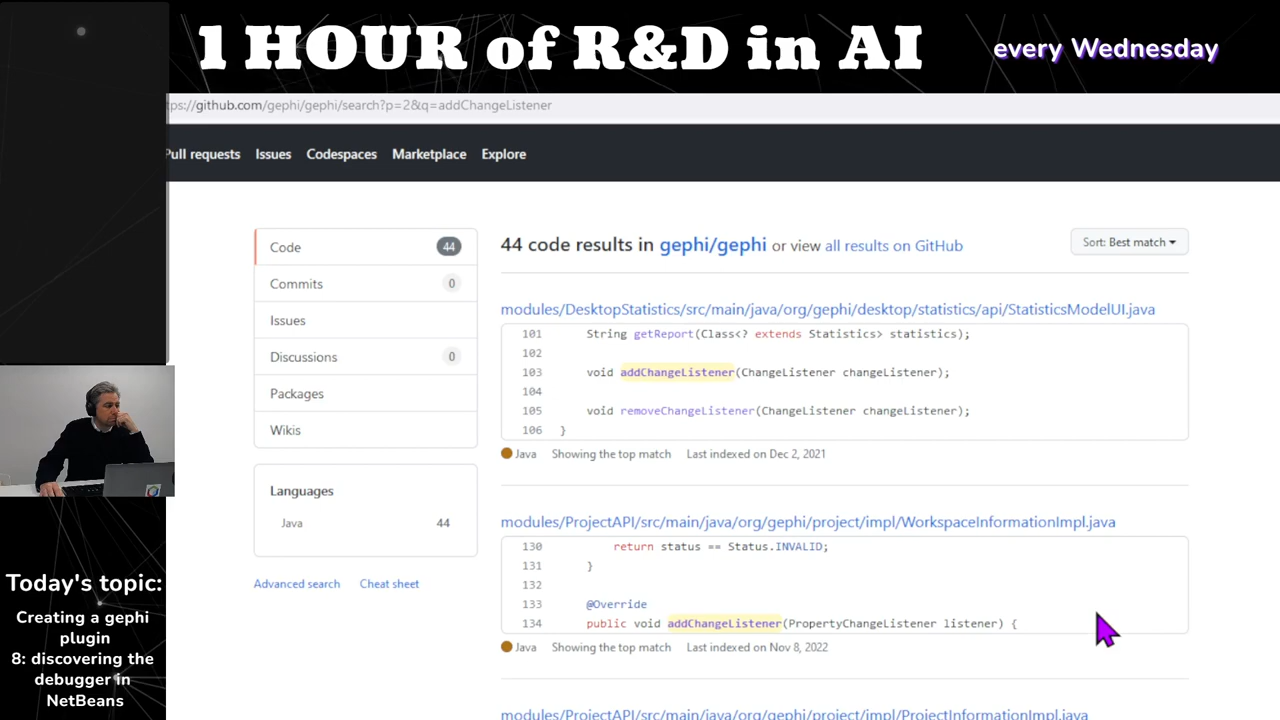 1 HOUR of R&D in AI
every Wednesday
tps://github.com/gephi/gephi/search?p=2&q=addChangeListener
Pull requests Issues Codespaces Marketplace Explore
Code 44
Commits 0
Issues
Discussions 0
Packages
Wikis
Languages
Java 44
Advanced search Cheat sheet
44 code results in gephi/gephi or view all results on GitHub
Sort: Best match
modules/DesktopStatistics/src/main/java/org/gephi/desktop/statistics/api/StatisticsModelUI.java
101 String getReport(Class<? extends Statistics> statistics);
102
103 void addChangeListener(ChangeListener changeListener);
104
105 void removeChangeListener(ChangeListener changeListener);
106 }
Java Showing the top match Last indexed on Dec 2, 2021
modules/ProjectAPI/src/main/java/org/gephi/project/impl/WorkspaceInformationImpl.java
130 return status == Status.INVALID;
131 }
132
133 @Override
134 public void addChangeListener(PropertyChangeListener listener) {
Java Showing the top match Last indexed on Nov 8, 2022
modules/ProjectAPI/src/main/java/org/gephi/project/impl/ProjectInformationImpl.java
Today's topic:
Creating a gephi
plugin
8: discovering the
debugger in
NetBeans